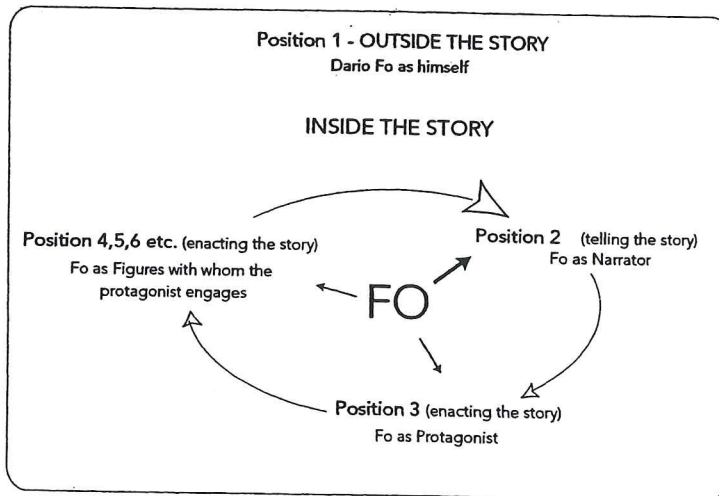 Position 1 - OUTSIDE THE STORY
Dario Fo as himself
INSIDE THE STORY
Position 4,5,6 etc. (enacting the story)
Fo as Figures with whom the
protagonist engages
Position 2 (telling the story)
Fo as Narrator
FO
Position 3 (enacting the story)
Fo as Protagonist